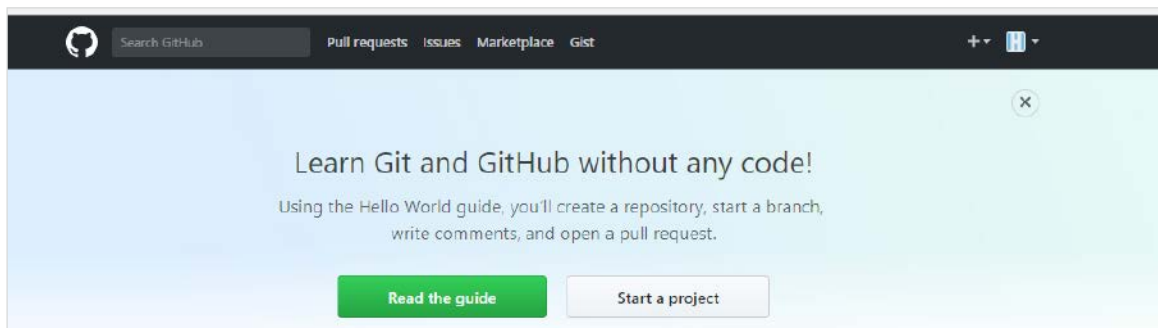 Search GitHub Pull requests Issues Marketplace Gist
Learn Git and GitHub without any code!
Using the Hello World guide, you'll create a repository, start a branch,
write comments, and open a pull request.
Read the guide Start a project